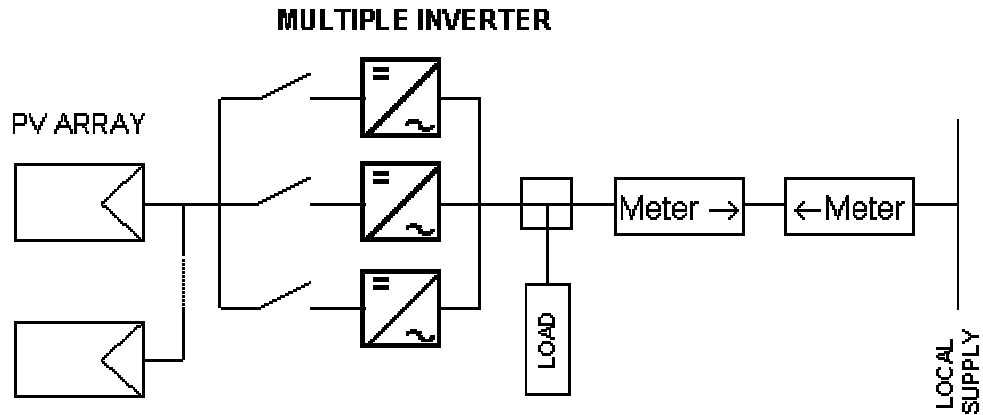 MULTIPLE INVERTER
PV ARRAY
Meter →
←Meter
LOAD
LOCAL
SUPPLY